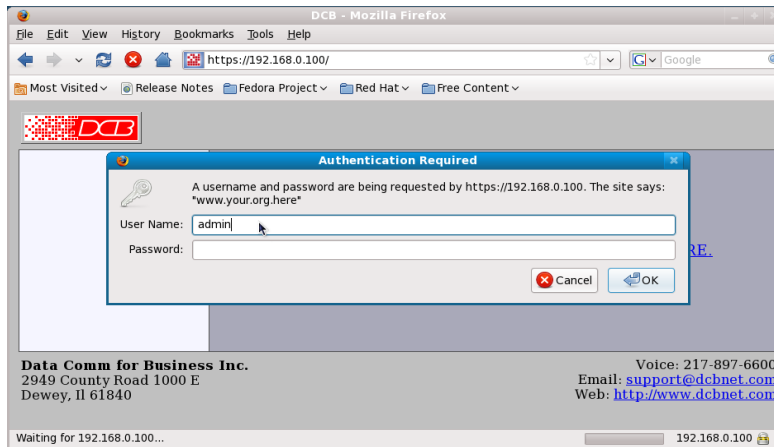 DCB - Mozilla Firefox
File Edit View History Bookmarks Tools Help
https://192.168.0.100/
G Google
Most Visited Release Notes Fedora Project Red Hat Free Content
DCB
Authentication Required
A username and password are being requested by https://192.168.0.100. The site says:
"www.your.org.here"
User Name: admin
Password:
RE.
Cancel OK
Data Comm for Business Inc.
2949 County Road 1000 E
Dewey, Il 61840
Voice: 217-897-6600
Email: support@dcbnet.com
Web: http://www.dcbnet.com
Waiting for 192.168.0.100...
192.168.0.100